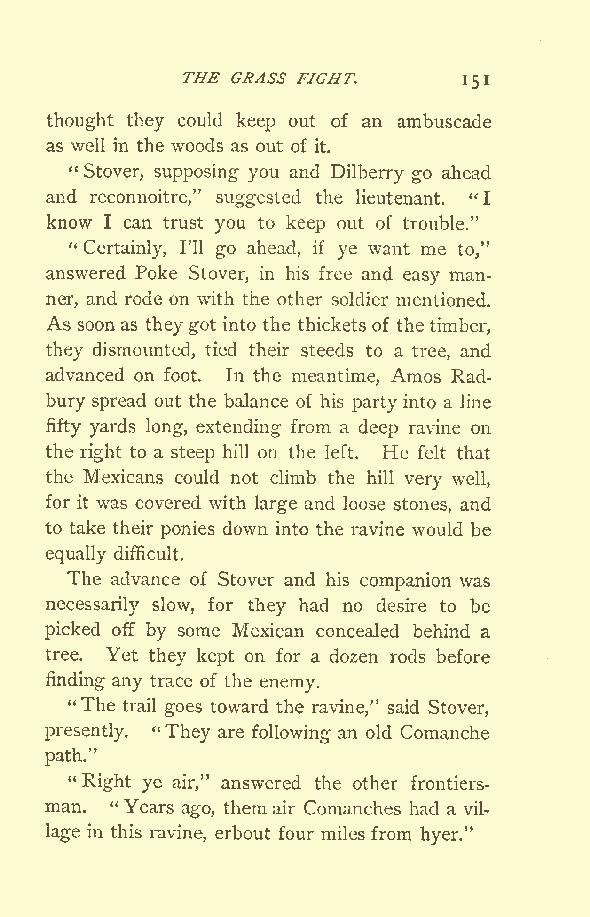 THE GRASS FIGHT. 151
thought they could keep out of an ambuscade
as well in the woods as out of it.
“Stover, supposing you and Dilberry go ahead
and reconnoitre,” suggested the lieutenant. “I
know I can trust you to keep out of trouble.”
“Certainly, I’ll go ahead, if ye want me to,”
answered Poke Stover, in his free and easy man-
ner, and rode on with the other soldier mentioned.
As soon as they got into the thickets of the timber,
they dismounted, tied their steeds to a tree, and
advanced on foot. In the meantime, Amos Rad-
bury spread out the balance of his party into a line
fifty yards long, extending from a deep ravine on
the right to a steep hill on the left. He felt that
the Mexicans could not climb the hill very well,
for it was covered with large and loose stones, and
to take their ponies down into the ravine would be
equally difficult.
The advance of Stover and his companion was
necessarily slow, for they had no desire to be
picked off by some Mexican concealed behind a
tree. Yet they kept on for a dozen rods before
finding any trace of the enemy.
“The trail goes toward the ravine,” said Stover,
presently. “They are following an old Comanche
path.”
“Right ye air,” answered the other frontiers-
man. “Years ago, them air Comanches had a vil-
lage in this ravine, erbout four miles from hyer.”